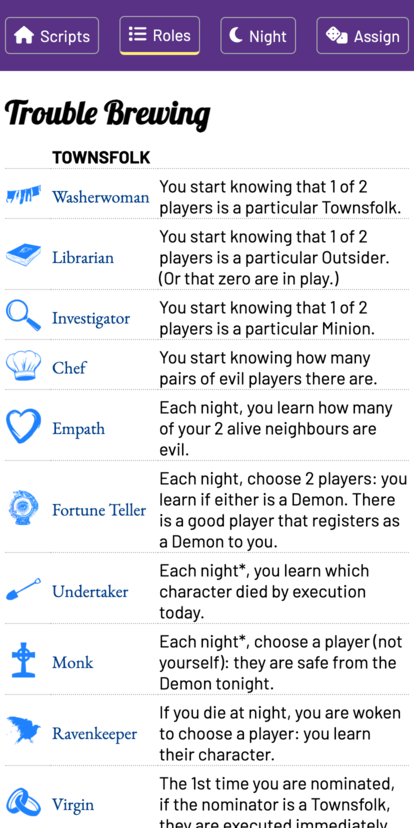 Scripts
Roles
Night
Assign
Trouble Brewing
TOWNSFOLK
Washerwoman
You start knowing that 1 of 2
players is a particular Townsfolk.
Librarian
You start knowing that 1 of 2
players is a particular Outsider.
(Or that zero are in play.)
Investigator
You start knowing that 1 of 2
players is a particular Minion.
Chef
You start knowing how many
pairs of evil players there are.
Empath
Each night, you learn how many
of your 2 alive neighbours are
evil.
Fortune Teller
Each night, choose 2 players: you
learn if either is a Demon. There
is a good player that registers as
a Demon to you.
Undertaker
Each night*, you learn which
character died by execution
today.
Monk
Each night*, choose a player (not
yourself): they are safe from the
Demon tonight.
Ravenkeeper
If you die at night, you are woken
to choose a player: you learn
their character.
Virgin
The 1st time you are nominated,
if the nominator is a Townsfolk,
they are executed immediately